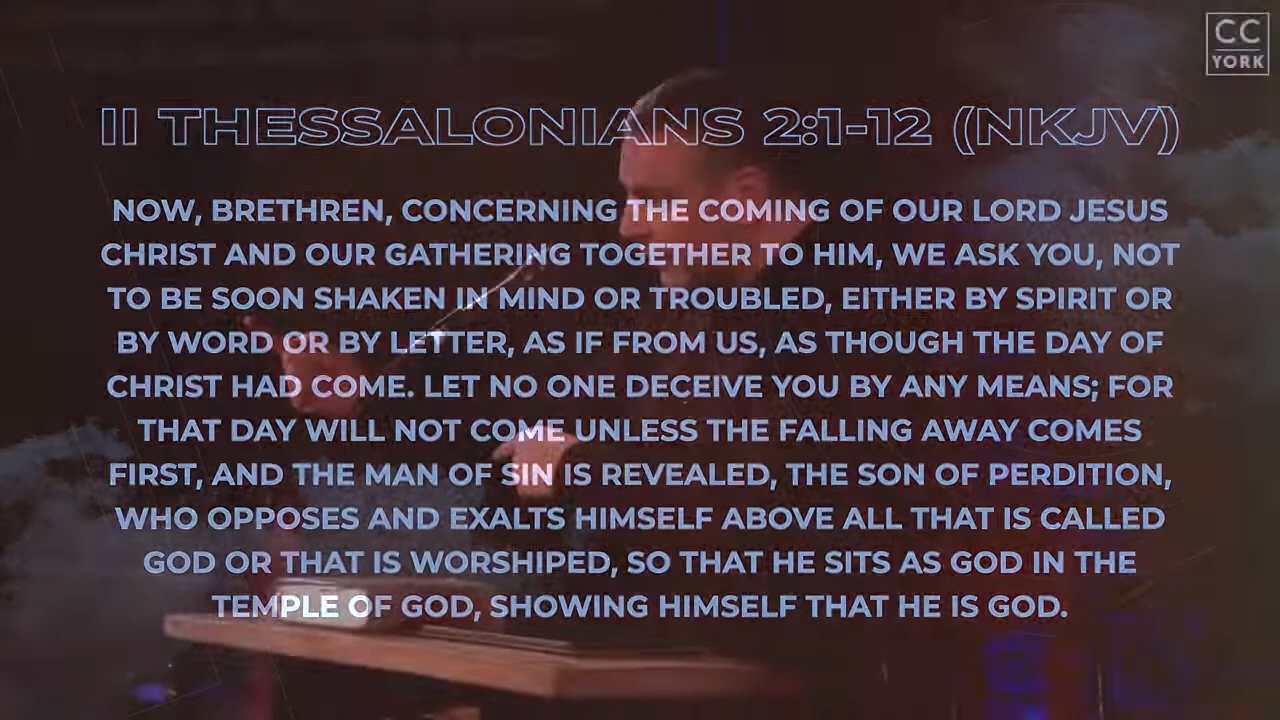 CC
YORK
II THESSALONIANS 2:1-12 (NKJV)
NOW, BRETHREN, CONCERNING THE COMING OF OUR LORD JESUS
CHRIST AND OUR GATHERING TOGETHER TO HIM, WE ASK YOU, NOT
TO BE SOON SHAKEN IN MIND OR TROUBLED, EITHER BY SPIRIT OR
BY WORD OR BY LETTER, AS IF FROM US, AS THOUGH THE DAY OF
CHRIST HAD COME. LET NO ONE DECEIVE YOU BY ANY MEANS; FOR
THAT DAY WILL NOT COME UNLESS THE FALLING AWAY COMES
FIRST, AND THE MAN OF SIN IS REVEALED, THE SON OF PERDITION,
WHO OPPOSES AND EXALTS HIMSELF ABOVE ALL THAT IS CALLED
GOD OR THAT IS WORSHIPED, SO THAT HE SITS AS GOD IN THE
TEMPLE OF GOD, SHOWING HIMSELF THAT HE IS GOD.